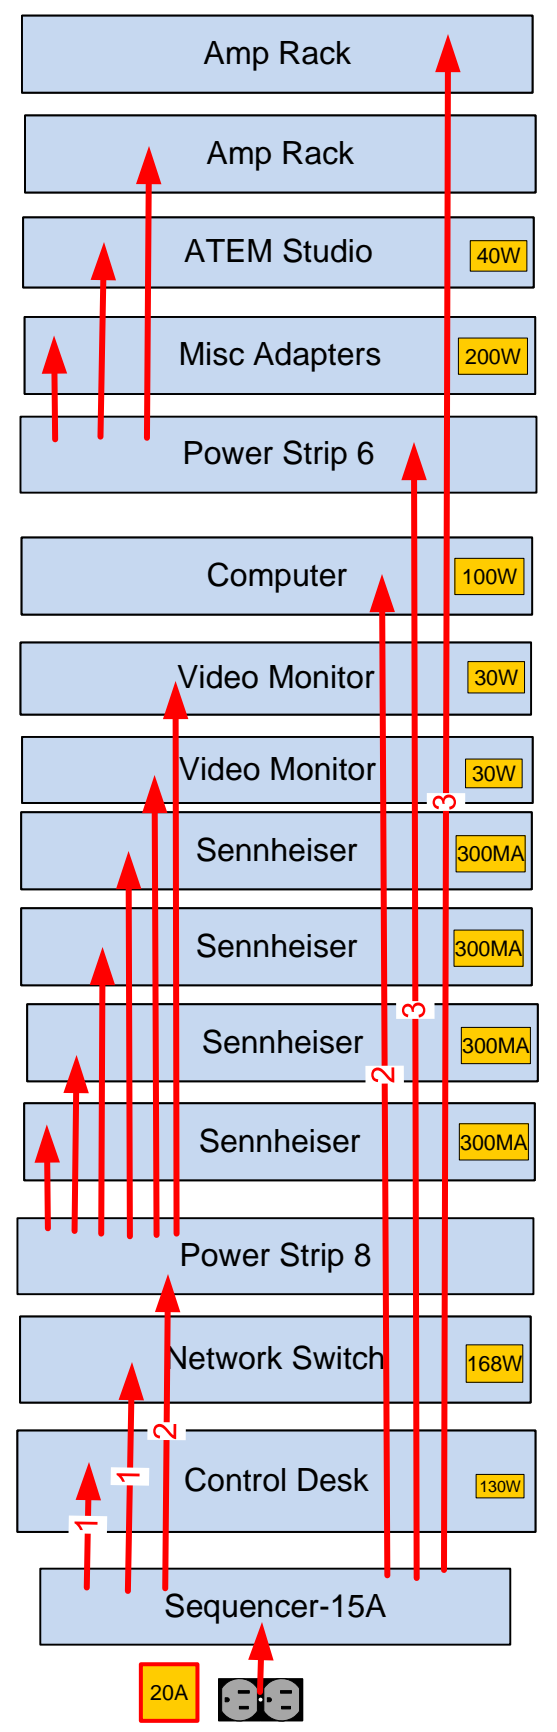 Amp Rack
Amp Rack
ATEM Studio
40W
Misc Adapters
200W
Power Strip 6
Computer
100W
Video Monitor
30W
Video Monitor
30W
3
Sennheiser
300MA
Sennheiser
300MA
3
Sennheiser
300MA
2
Sennheiser
300MA
Power Strip 8
Network Switch
168W
2
1
Control Desk
130W
1
Sequencer-15A
20A